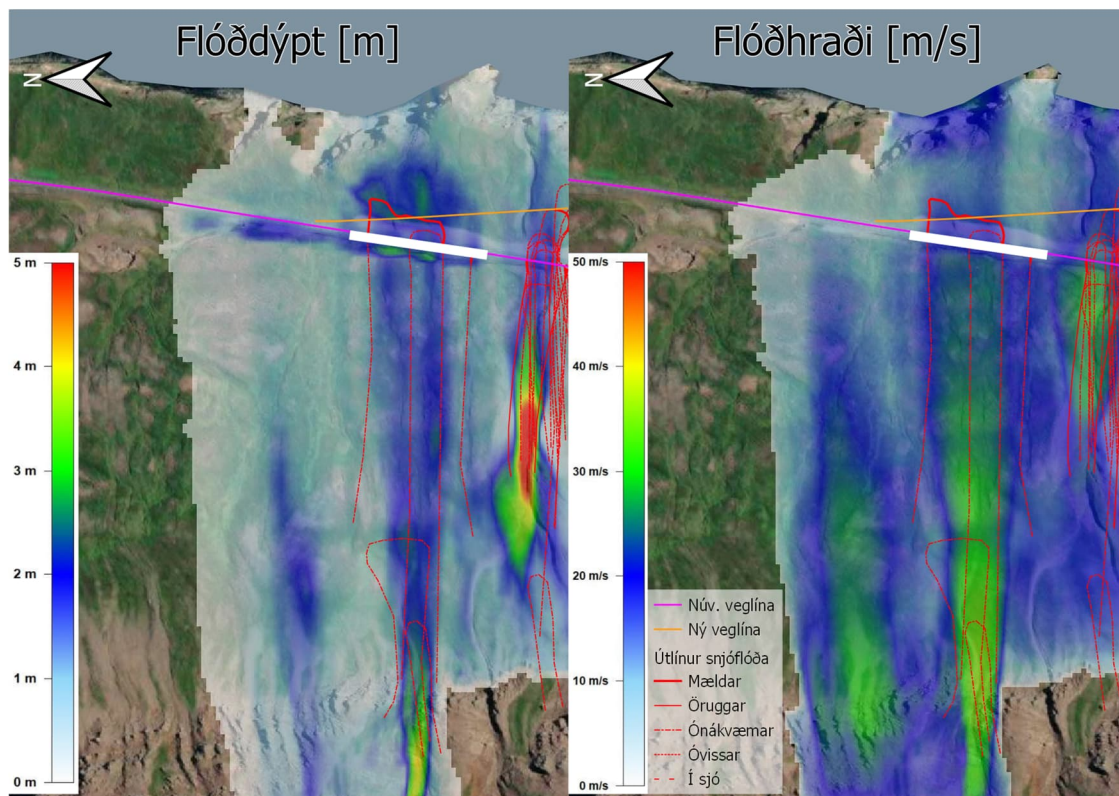 Flóðdýpt [m]
N
5 m
4 m
3 m
2 m
1 m
0 m
Flóðhraði [m/s]
N
50 m/s
40 m/s
30 m/s
20 m/s
10 m/s
0 m/s
Núv. veglína
Ný veglína
Útlínur snjóflóða
Mældar
Öruggar
Ónákvæmar
Óvissar
Í sjó